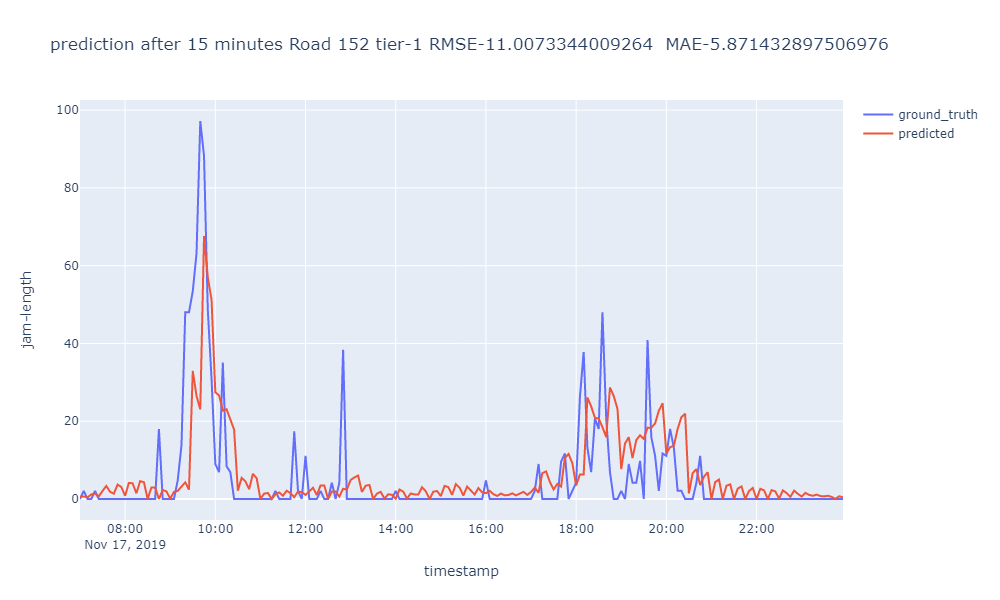 prediction after 15 minutes Road 152 tier-1 RMSE-11.0073344009264  MAE-5.871432897506976
ground_truth
predicted
jam-length
100
80
60
40
20
0
08:00 10:00 12:00 14:00 16:00 18:00 20:00 22:00
Nov 17, 2019
timestamp